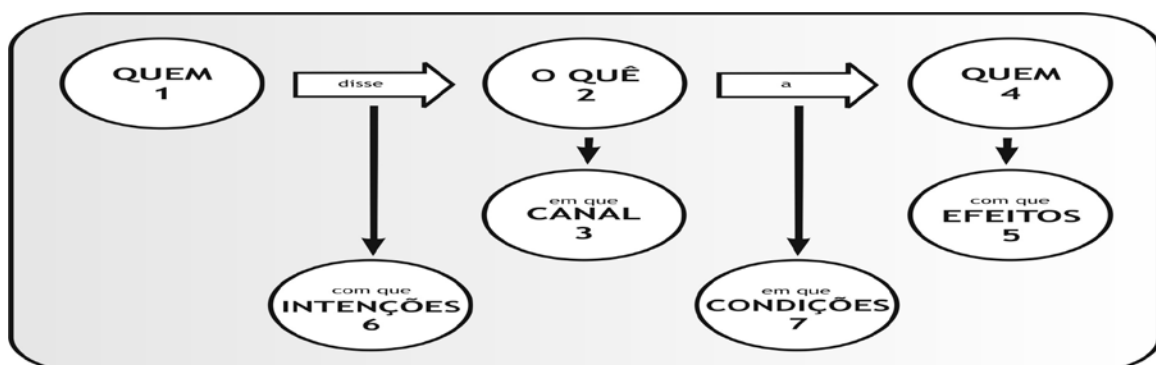 QUEM
1
disse
O QUÊ
2
a
QUEM
4
em que
CANAL
3
com que
EFEITOS
5
com que
INTENÇÕES
6
em que
CONDIÇÕES
7